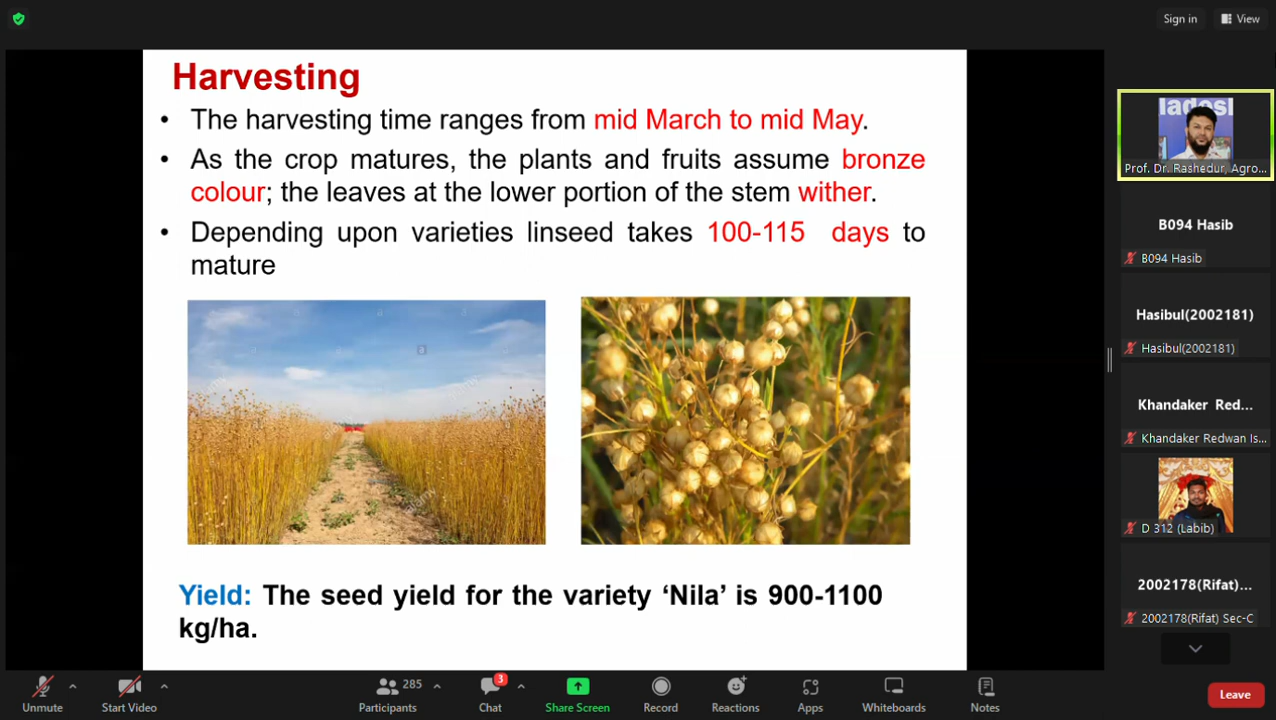 Sign in
View
Harvesting
• The harvesting time ranges from mid March to mid May.
• As the crop matures, the plants and fruits assume bronze
colour; the leaves at the lower portion of the stem wither.
• Depending upon varieties linseed takes 100-115 days to
mature
Yield: The seed yield for the variety ‘Nila’ is 900-1100
kg/ha.
ladesl
Prof. Dr. Rashedur, Agro...
B094 Hasib
B094 Hasib
Hasibul(2002181)
Hasibul(2002181)
Khandaker Red...
Khandaker Redwan Is...
D 312 (Labib)
2002178(Rifat)...
2002178(Rifat) Sec-C
Unmute
Start Video
285
Participants
3
Chat
Share Screen
Record
Reactions
Apps
Whiteboards
Notes
Leave